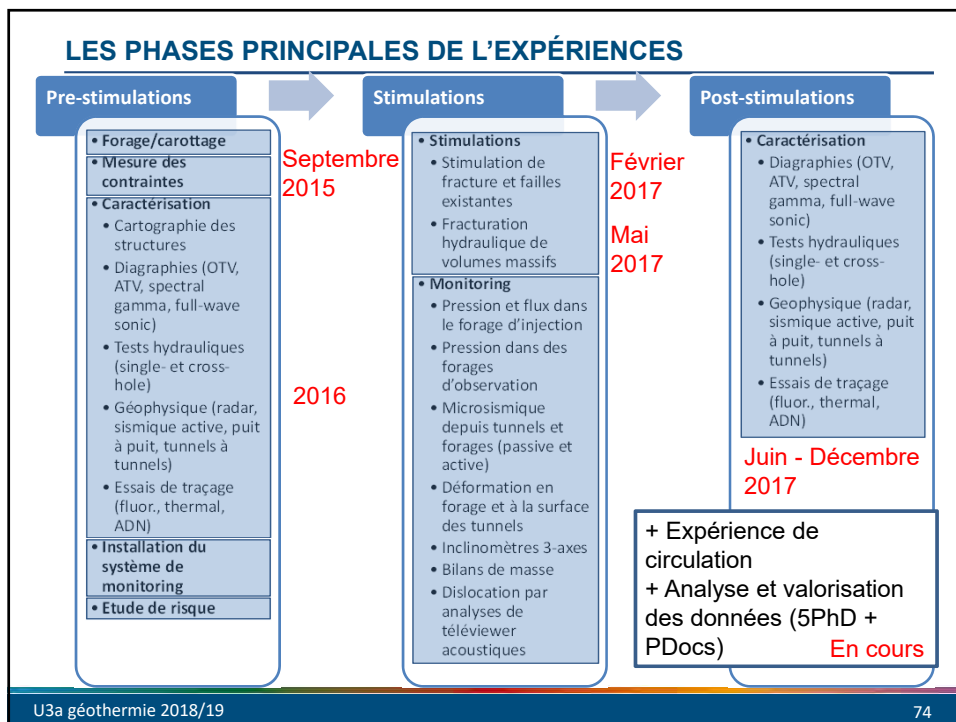 LES PHASES PRINCIPALES DE L’EXPÉRIENCES
Pre-stimulations
• Forage/carottage
• Mesure des
contraintes
• Caractérisation
• Cartographie des
structures
• Diagraphies (OTV,
ATV, spectral
gamma, full-wave
sonic)
• Tests hydrauliques
(single- et cross-
hole)
• Géophysique (radar,
sismique active, puit
à puit, tunnels à
tunnels)
• Essais de traçage
(fluor., thermal,
ADN)
• Installation du
système de
monitoring
• Etude de risque
Septembre
2015
2016
Stimulations
• Stimulations
• Stimulation de
fracture et failles
existantes
• Fracturation
hydraulique de
volumes massifs
• Monitoring
• Pression et flux dans
le forage d’injection
• Pression dans des
forages
d’observation
• Microsismique
depuis tunnels et
forages (passive et
active)
• Déformation en
forage et à la surface
des tunnels
• Inclinomètres 3-axes
• Bilans de masse
• Dislocation par
analyses de
téléviewer
acoustiques
Février
2017
Mai
2017
Post-stimulations
• Caractérisation
• Diagraphies (OTV,
ATV, spectral
gamma, full-wave
sonic)
• Tests hydrauliques
(single- et cross-
hole)
• Geophysique (radar,
sismique active, puit
à puit, tunnels à
tunnels)
• Essais de traçage
(fluor., thermal,
ADN)
Juin - Décembre
2017
+ Expérience de
circulation
+ Analyse et valorisation
des données (5PhD +
PDocs)
En cours
U3a géothermie 2018/19
74